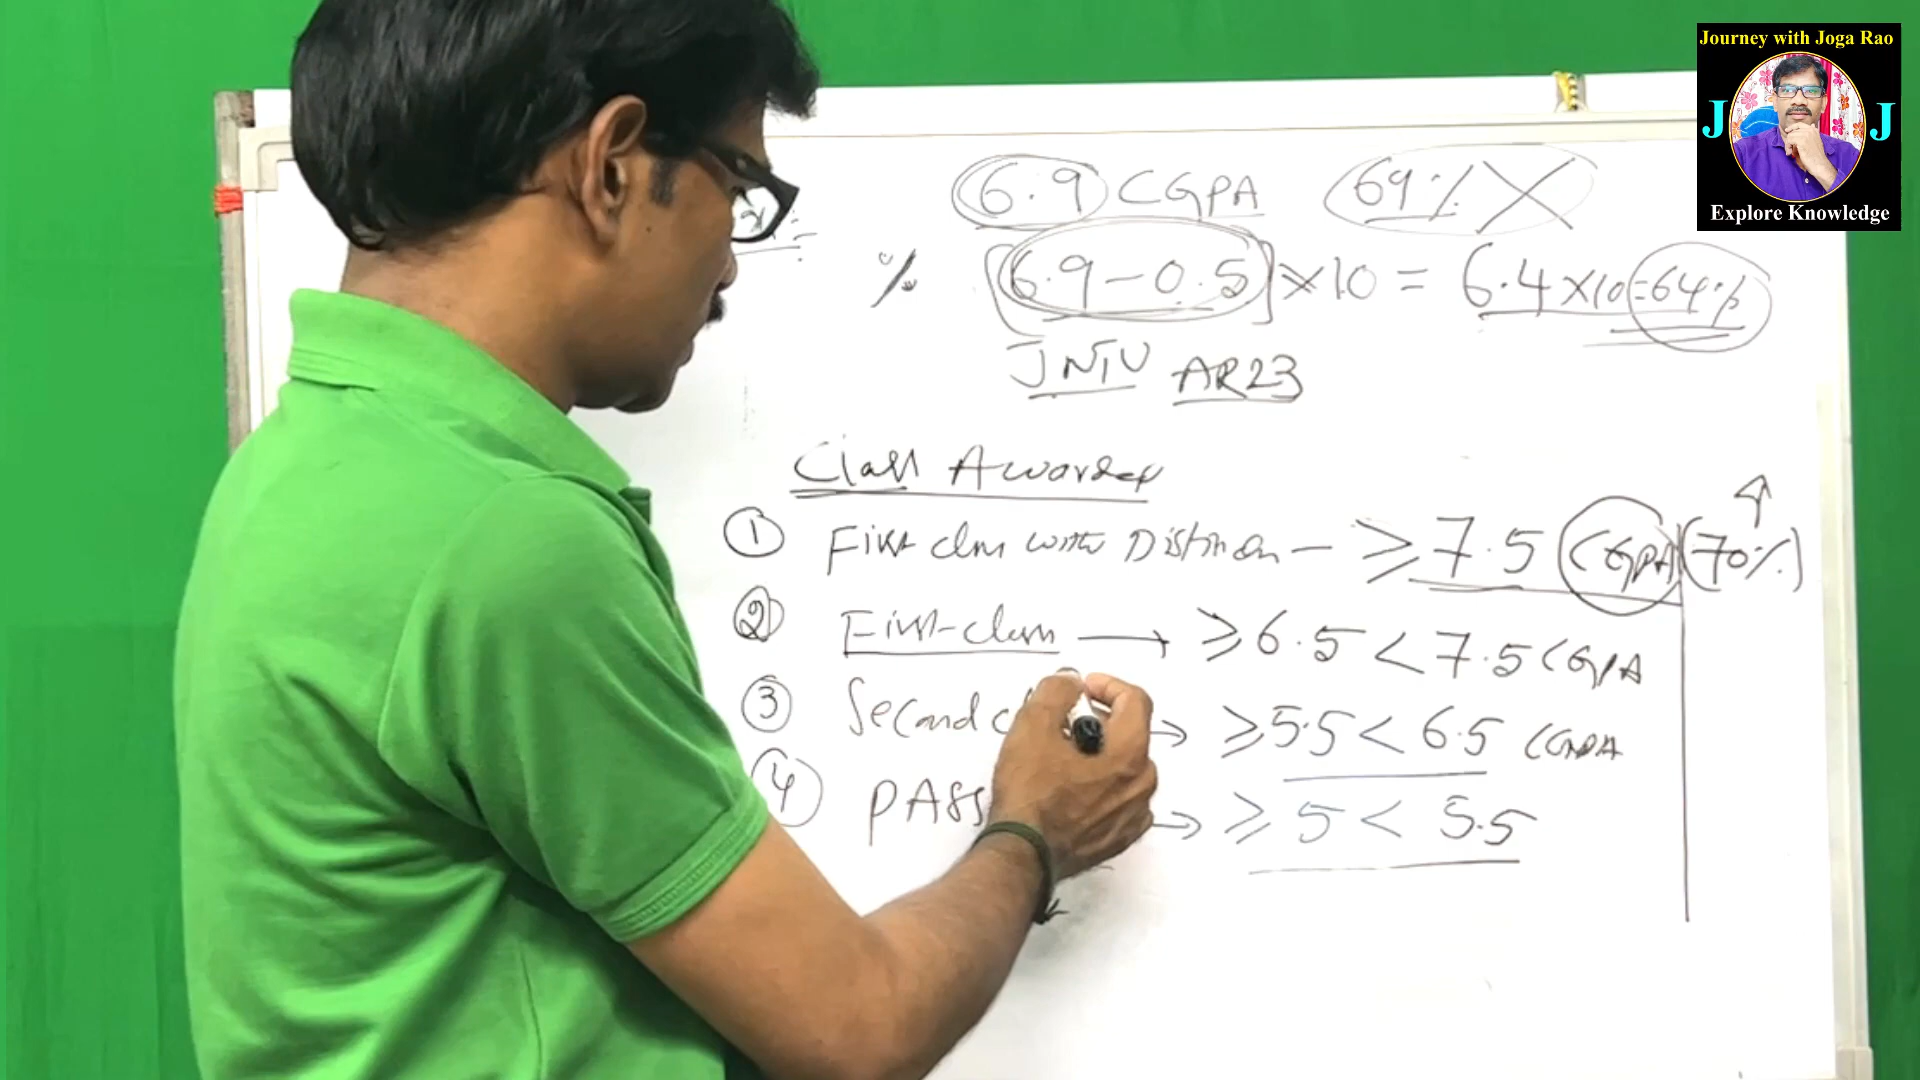 Journey with Joga Rao
J J
Explore Knowledge
6.9 CGPA 69% X
% [6.9-0.5]×10 = 6.4×10=64%
JNTU AR23
Class Awarded
① First class with Distinction — ≥7.5 CGPA (70%)
② First-class → ≥6.5<7.5 CGPA
③ Second → ≥5.5<6.5 CGPA
④ PASS → ≥5< 5.5